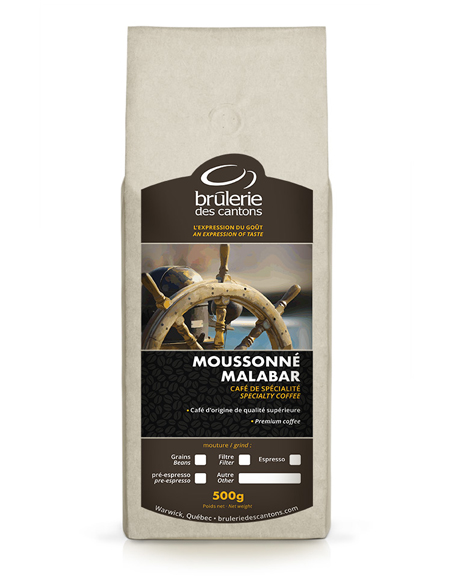 brûlerie
des cantons
L'EXPRESSION DU GOÛT
AN EXPRESSION OF TASTE
MOUSSONNÉ
MALABAR
CAFÉ DE SPÉCIALITÉ
SPECIALTY COFFEE
• Café d'origine de qualité supérieure
• Premium coffee
mouture / grind :
Grains Filtre Espresso
Beans Filter
pré-espresso Autre
pre-espresso Other
500g
Poids net - Net weight
Warwick, Québec • bruleriedescantons.com